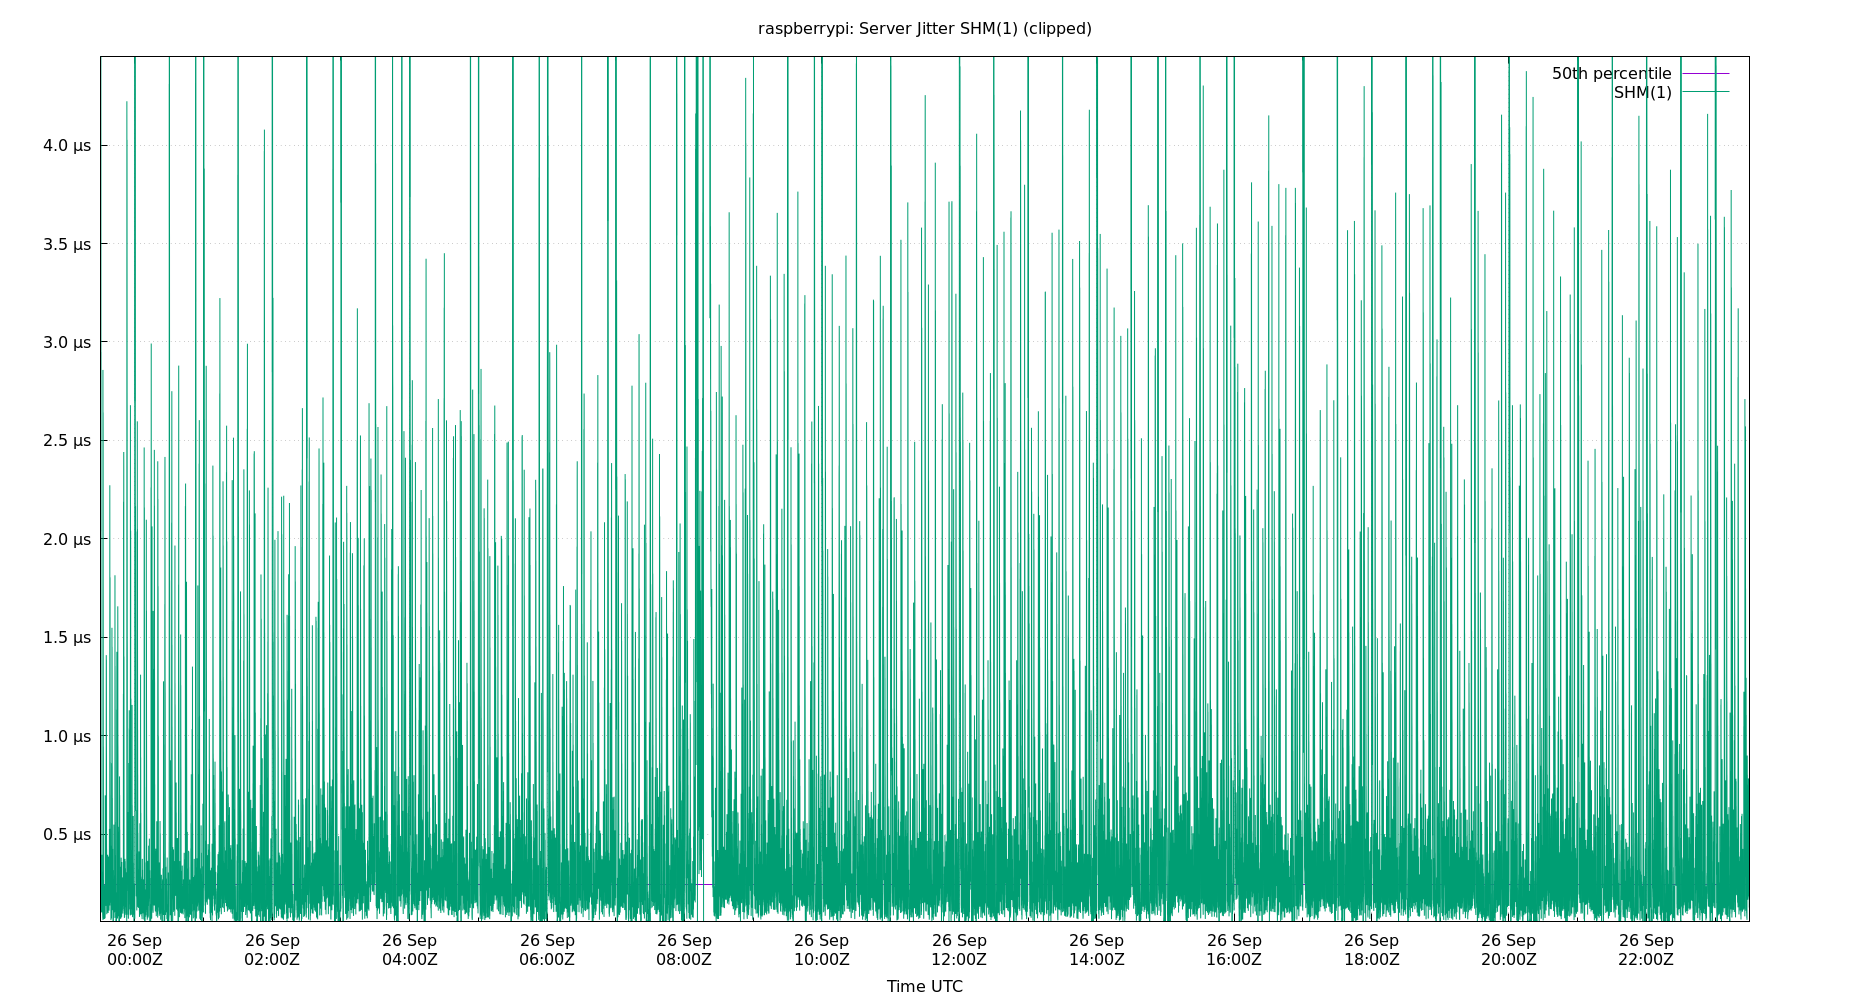 raspberrypi: Server Jitter SHM(1) (clipped)
50th percentile
SHM(1)
4.0 µs
3.5 µs
3.0 µs
2.5 µs
2.0 µs
1.5 µs
1.0 µs
0.5 µs
26 Sep 26 Sep 26 Sep 26 Sep 26 Sep 26 Sep 26 Sep 26 Sep 26 Sep 26 Sep 26 Sep 26 Sep
00:00Z 02:00Z 04:00Z 06:00Z 08:00Z 10:00Z 12:00Z 14:00Z 16:00Z 18:00Z 20:00Z 22:00Z
Time UTC